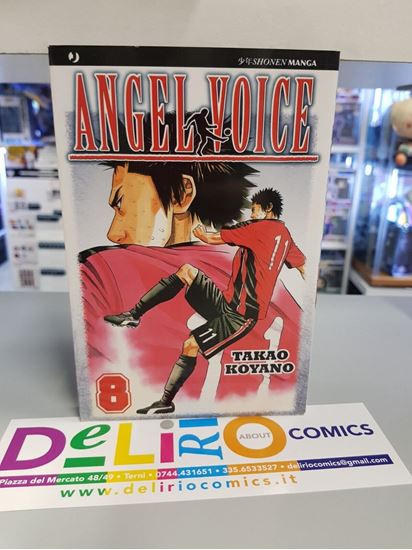 少年SHONEN MANGA
ANGEL VOICE
11
11
TAKAO
KOYANO
8
DeLiRIO ABOUT COMICS
Piazza del Mercato 48/49 • Terni • 0744.431651 • 335.6533527 • deliriocomics@gmail.com
www.deliriocomics.it